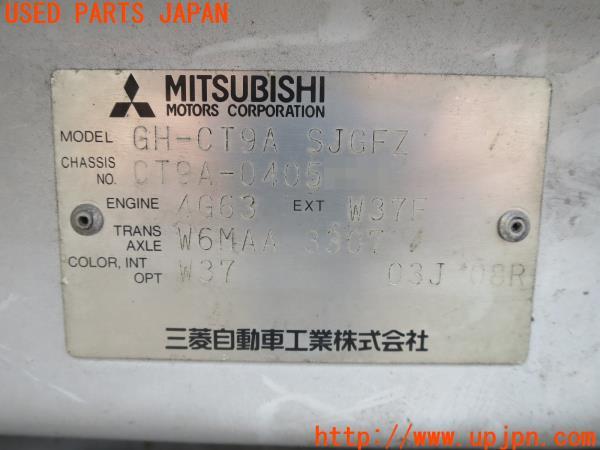 USED PARTS JAPAN
MITSUBISHI
MOTORS CORPORATION
MODEL GH-CT9A SJGFZ
CHASSIS NO. CT9A-0405
ENGINE 4G63 EXT W37F
TRANS AXLE W6MAA
COLOR, INT OPT W37 03J 08R
三菱自動車工業株式会社
http://www.upjpn.com/